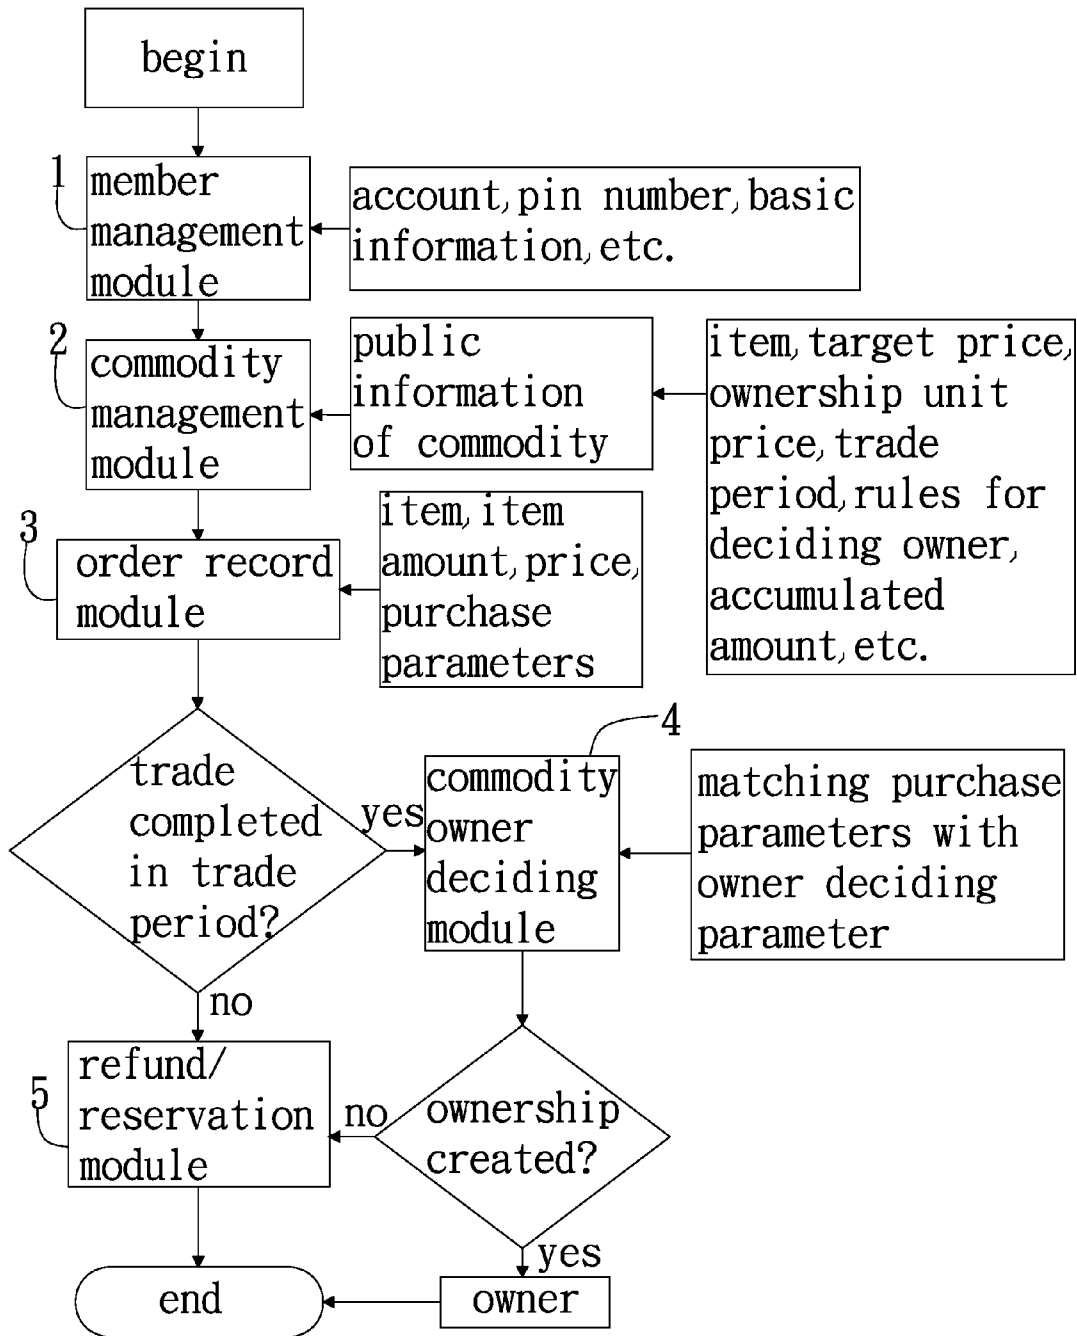 begin
1
member
management
module
account, pin number, basic
information, etc.
2
commodity
management
module
public
information
of commodity
item, target price,
ownership unit
price, trade
period, rules for
deciding owner,
accumulated
amount, etc.
3
order record
module
item, item
amount, price,
purchase
parameters
trade
completed
in trade
period?
yes
no
4
commodity
owner
deciding
module
matching purchase
parameters with
owner deciding
parameter
5
refund/
reservation
module
no
ownership
created?
yes
end
owner